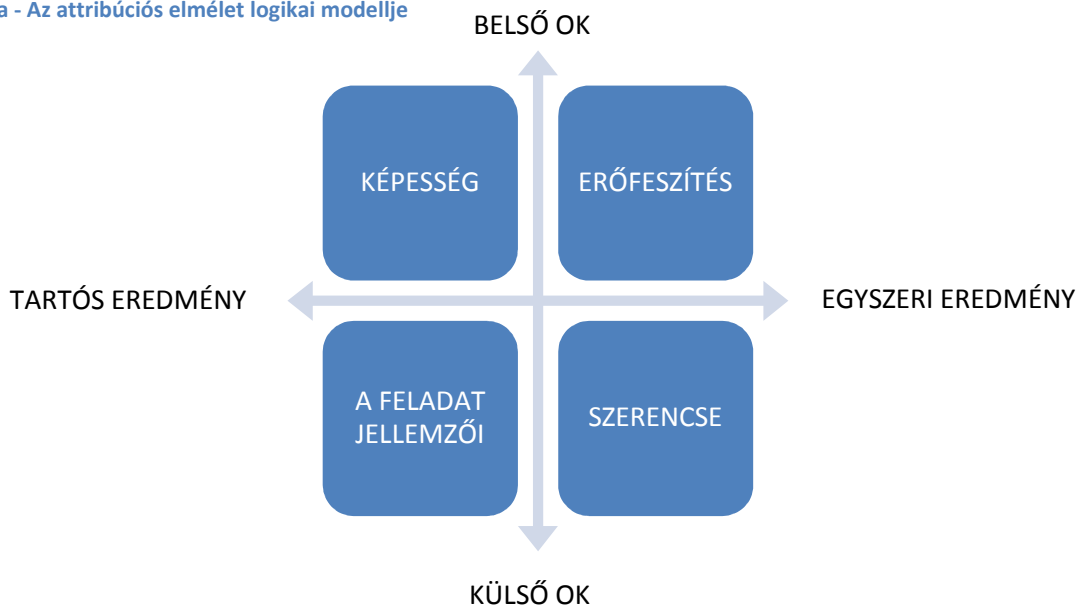 a - Az attribúciós elmélet logikai modellje
BELSŐ OK
KÉPESSÉG
ERŐFESZÍTÉS
TARTÓS EREDMÉNY
EGYSZERI EREDMÉNY
A FELADAT
JELLEMZŐI
SZERENCSE
KÜLSŐ OK